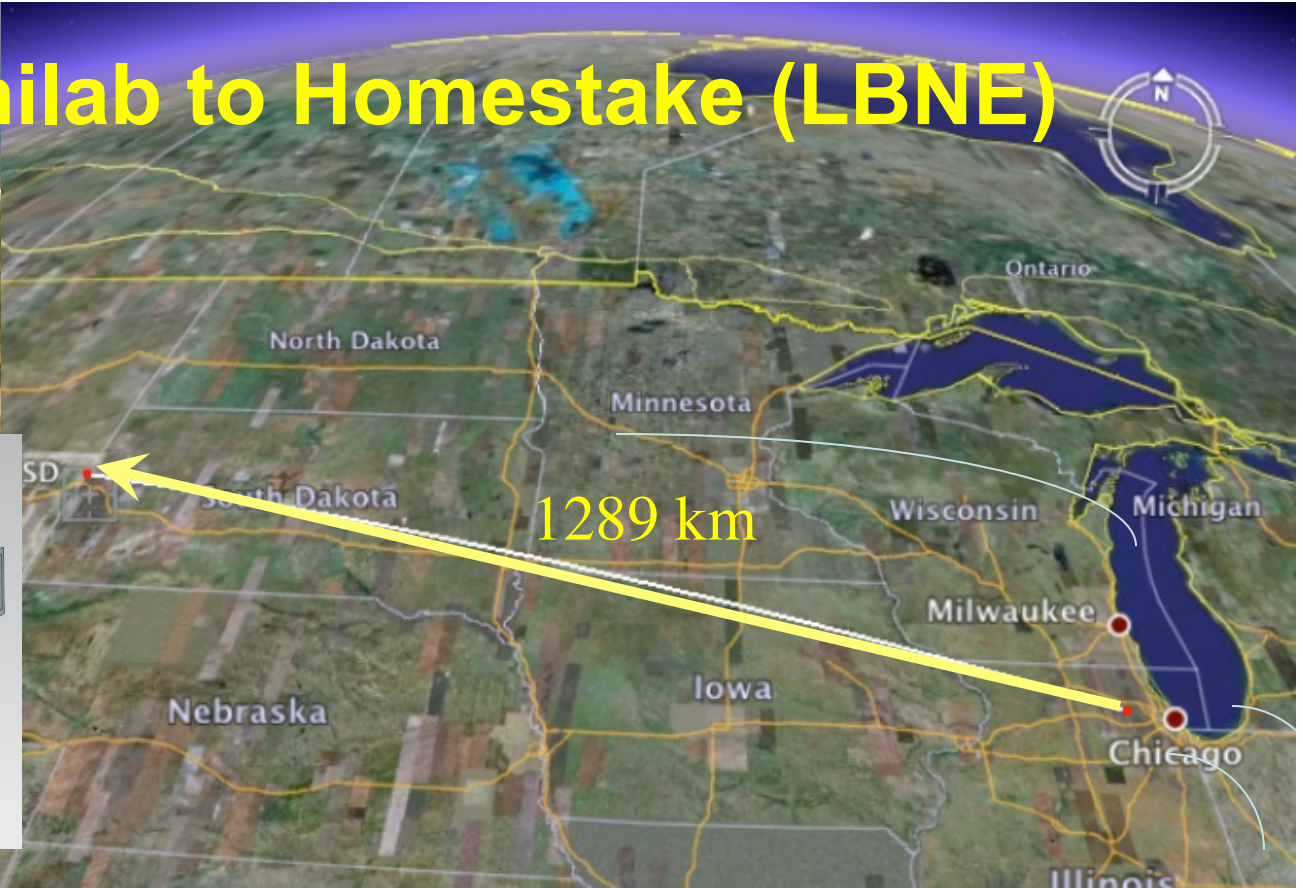 ilab to Homestake (LBNE)
N
Ontario
North Dakota
Minnesota
SD
South Dakota
1289 km
Wisconsin
Michigan
Milwaukee
Iowa
Nebraska
Chicago
Illinois